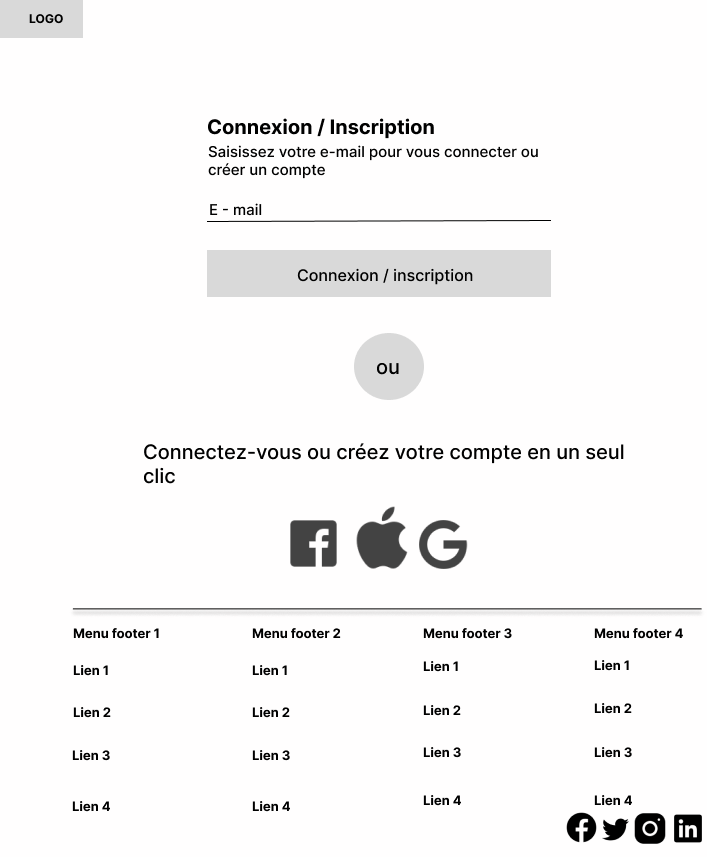 LOGO
Connexion / Inscription
Saisissez votre e-mail pour vous connecter ou
créer un compte
E - mail
Connexion / inscription
ou
Connectez-vous ou créez votre compte en un seul
clic
Menu footer 1
Menu footer 2
Menu footer 3
Menu footer 4
Lien 1
Lien 1
Lien 1
Lien 1
Lien 2
Lien 2
Lien 2
Lien 2
Lien 3
Lien 3
Lien 3
Lien 3
Lien 4
Lien 4
Lien 4
Lien 4